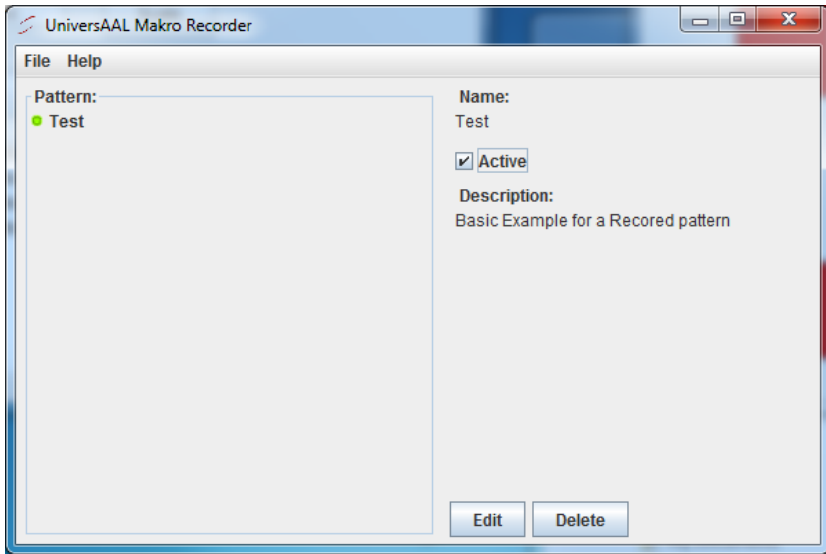 UniversAAL Makro Recorder
File Help
Pattern:
Test
Name:
Test
Active
Description:
Basic Example for a Recored pattern
Edit Delete